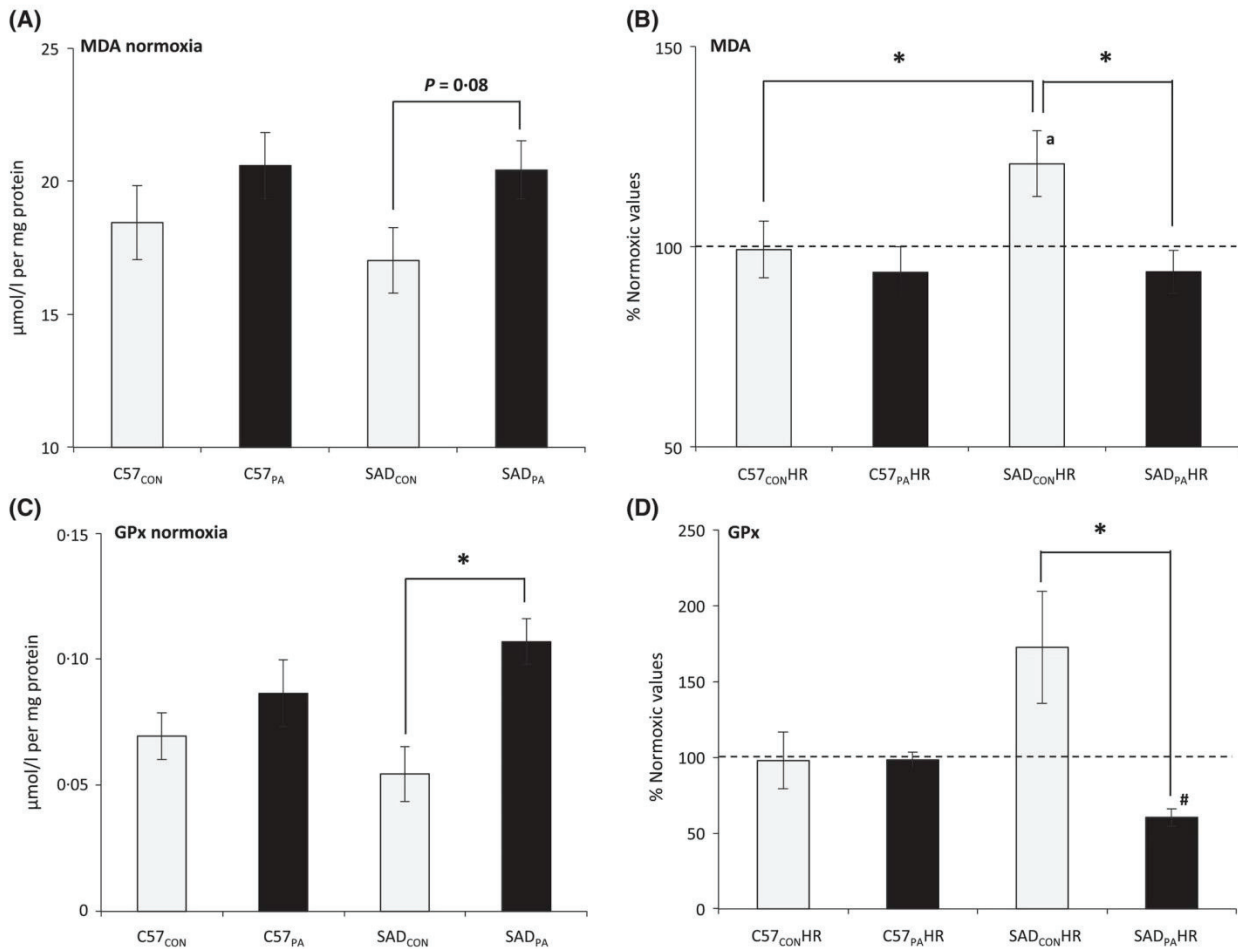 (A)
MDA normoxia
25
20
15
10
µmol/l per mg protein
P = 0·08
C57CON
C57PA
SADCON
SADPA
(B)
MDA
150
100
50
% Normoxic values
*
*
a
C57CONHR
C57PAHR
SADCONHR
SADPAHR
(C)
GPx normoxia
0·15
0·10
0·05
0
µmol/l per mg protein
*
C57CON
C57PA
SADCON
SADPA
(D)
GPx
250
200
150
100
50
0
% Normoxic values
*
#
C57CONHR
C57PAHR
SADCONHR
SADPAHR